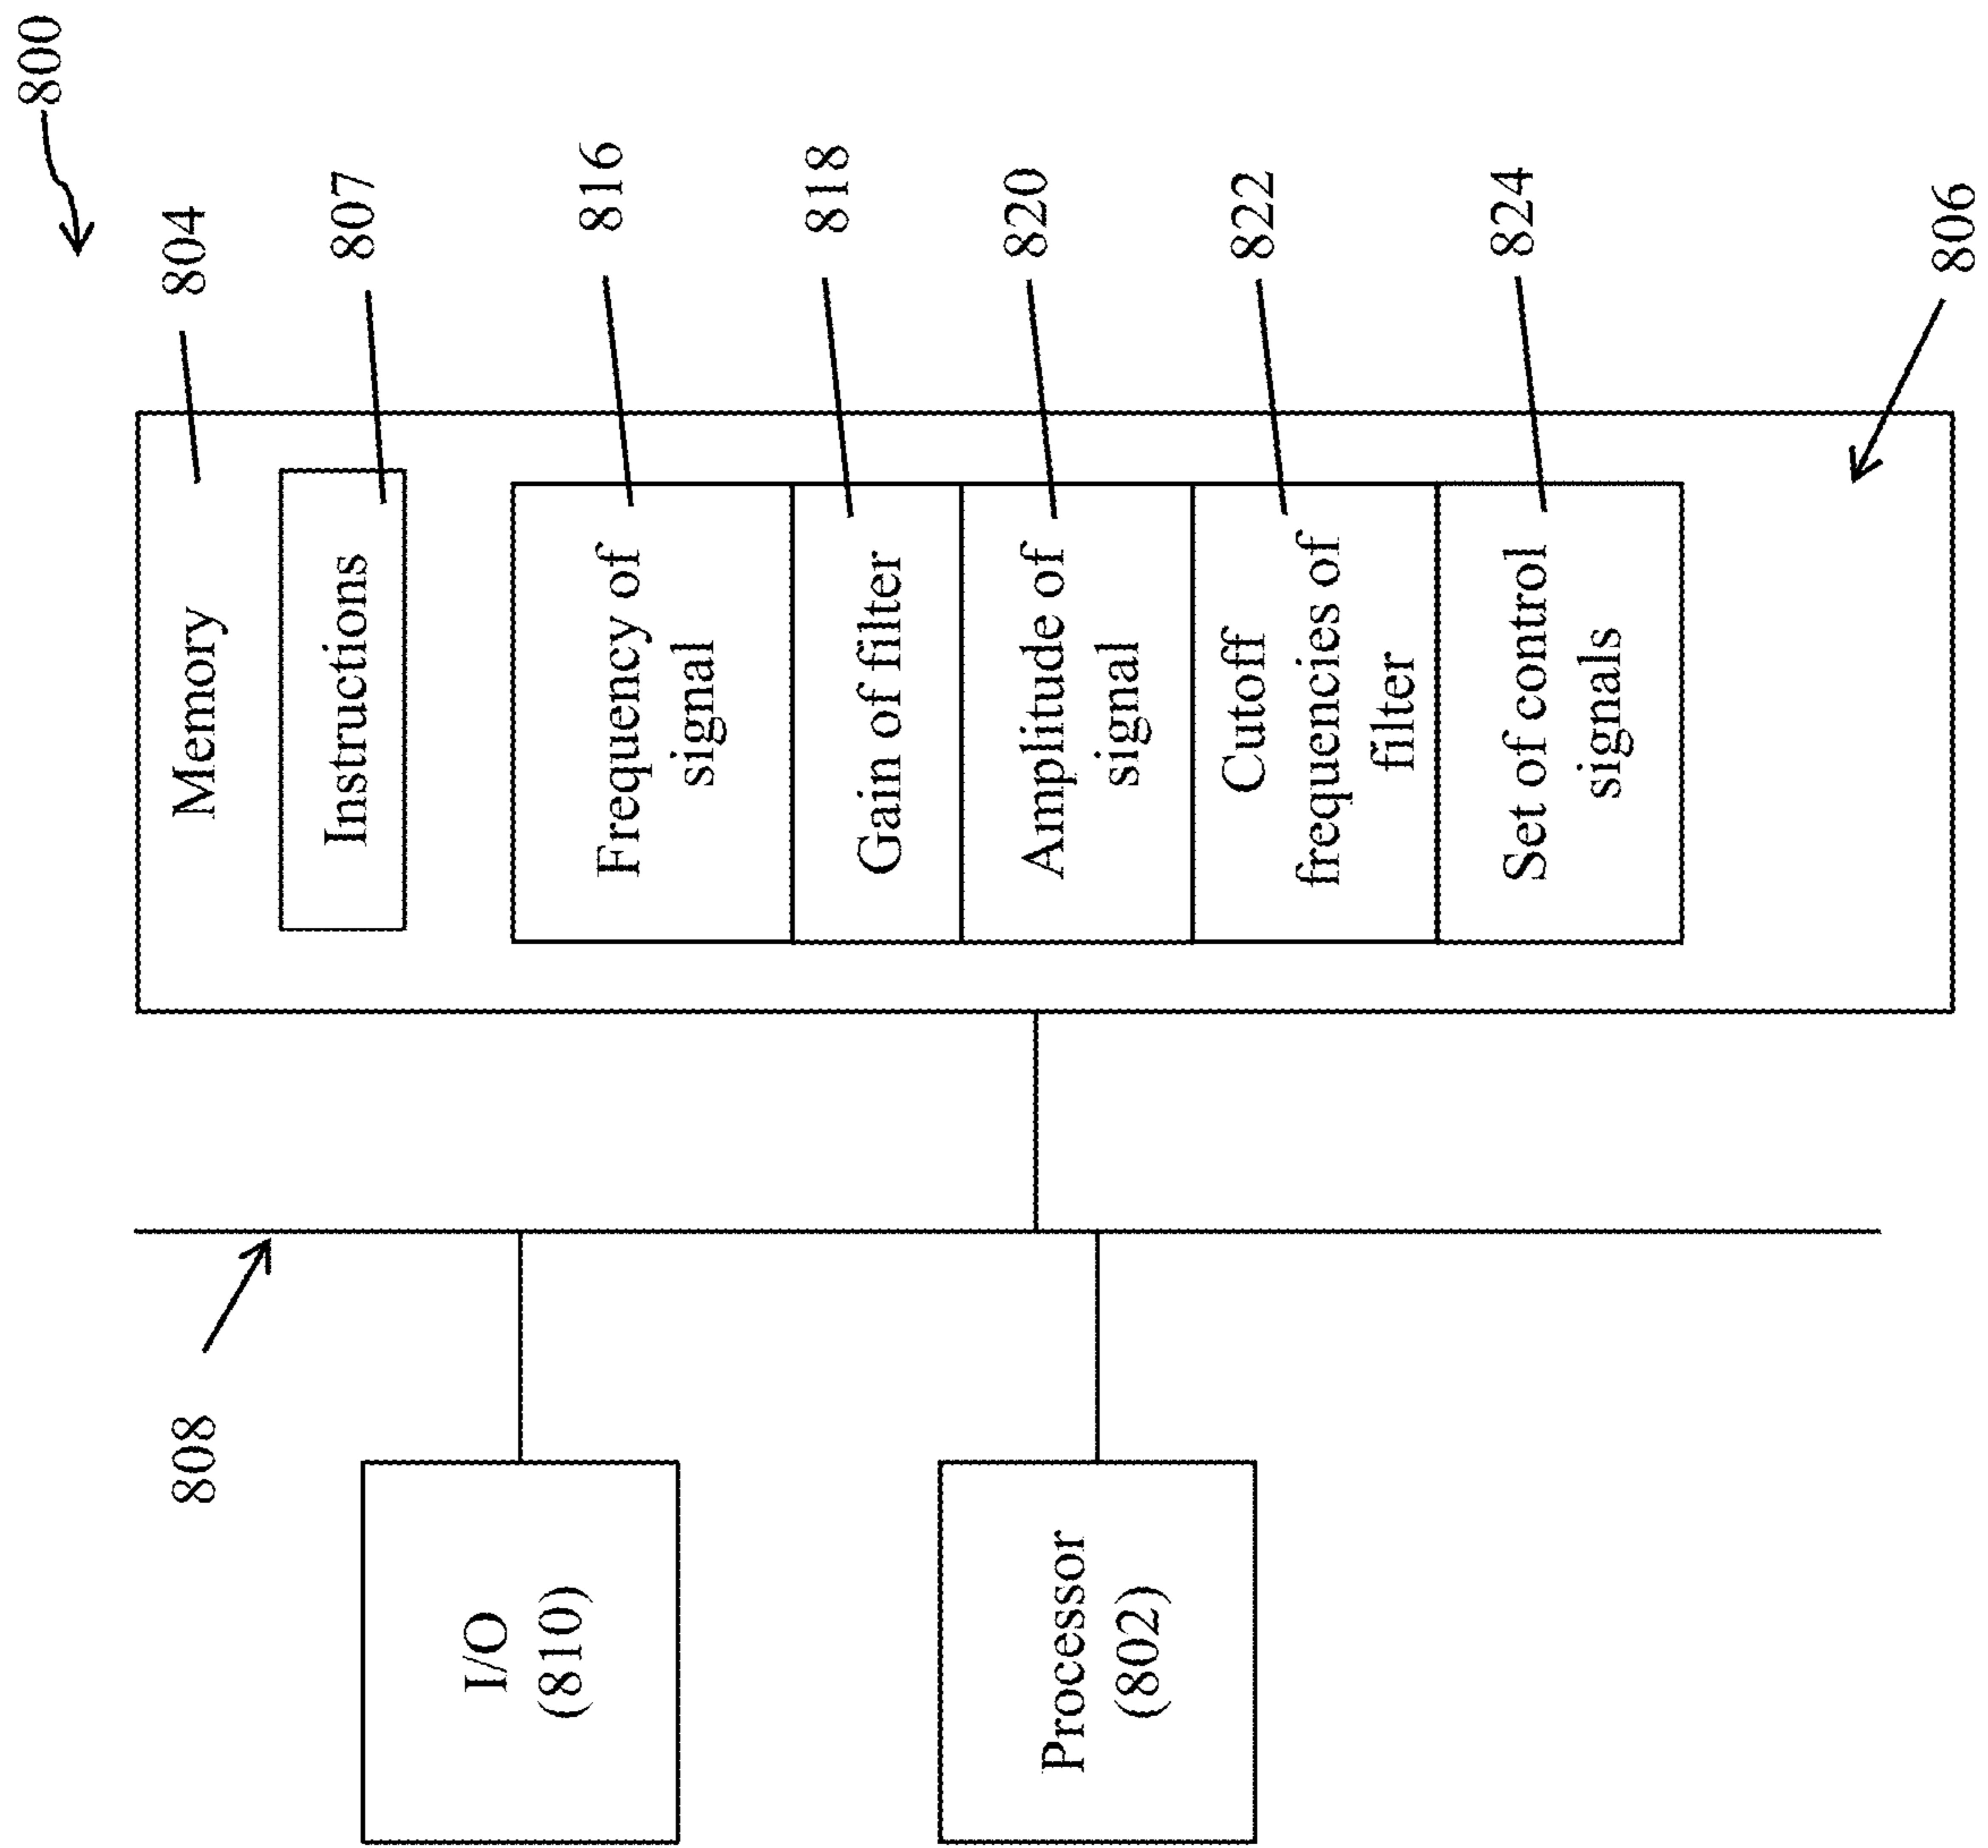 800
Memory
804
Instructions
807
Frequency of
signal
816
Gain of filter
818
Amplitude of
signal
820
Cutoff
frequencies of
filter
822
Set of control
signals
824
806
808
I/O
(810)
Processor
(802)